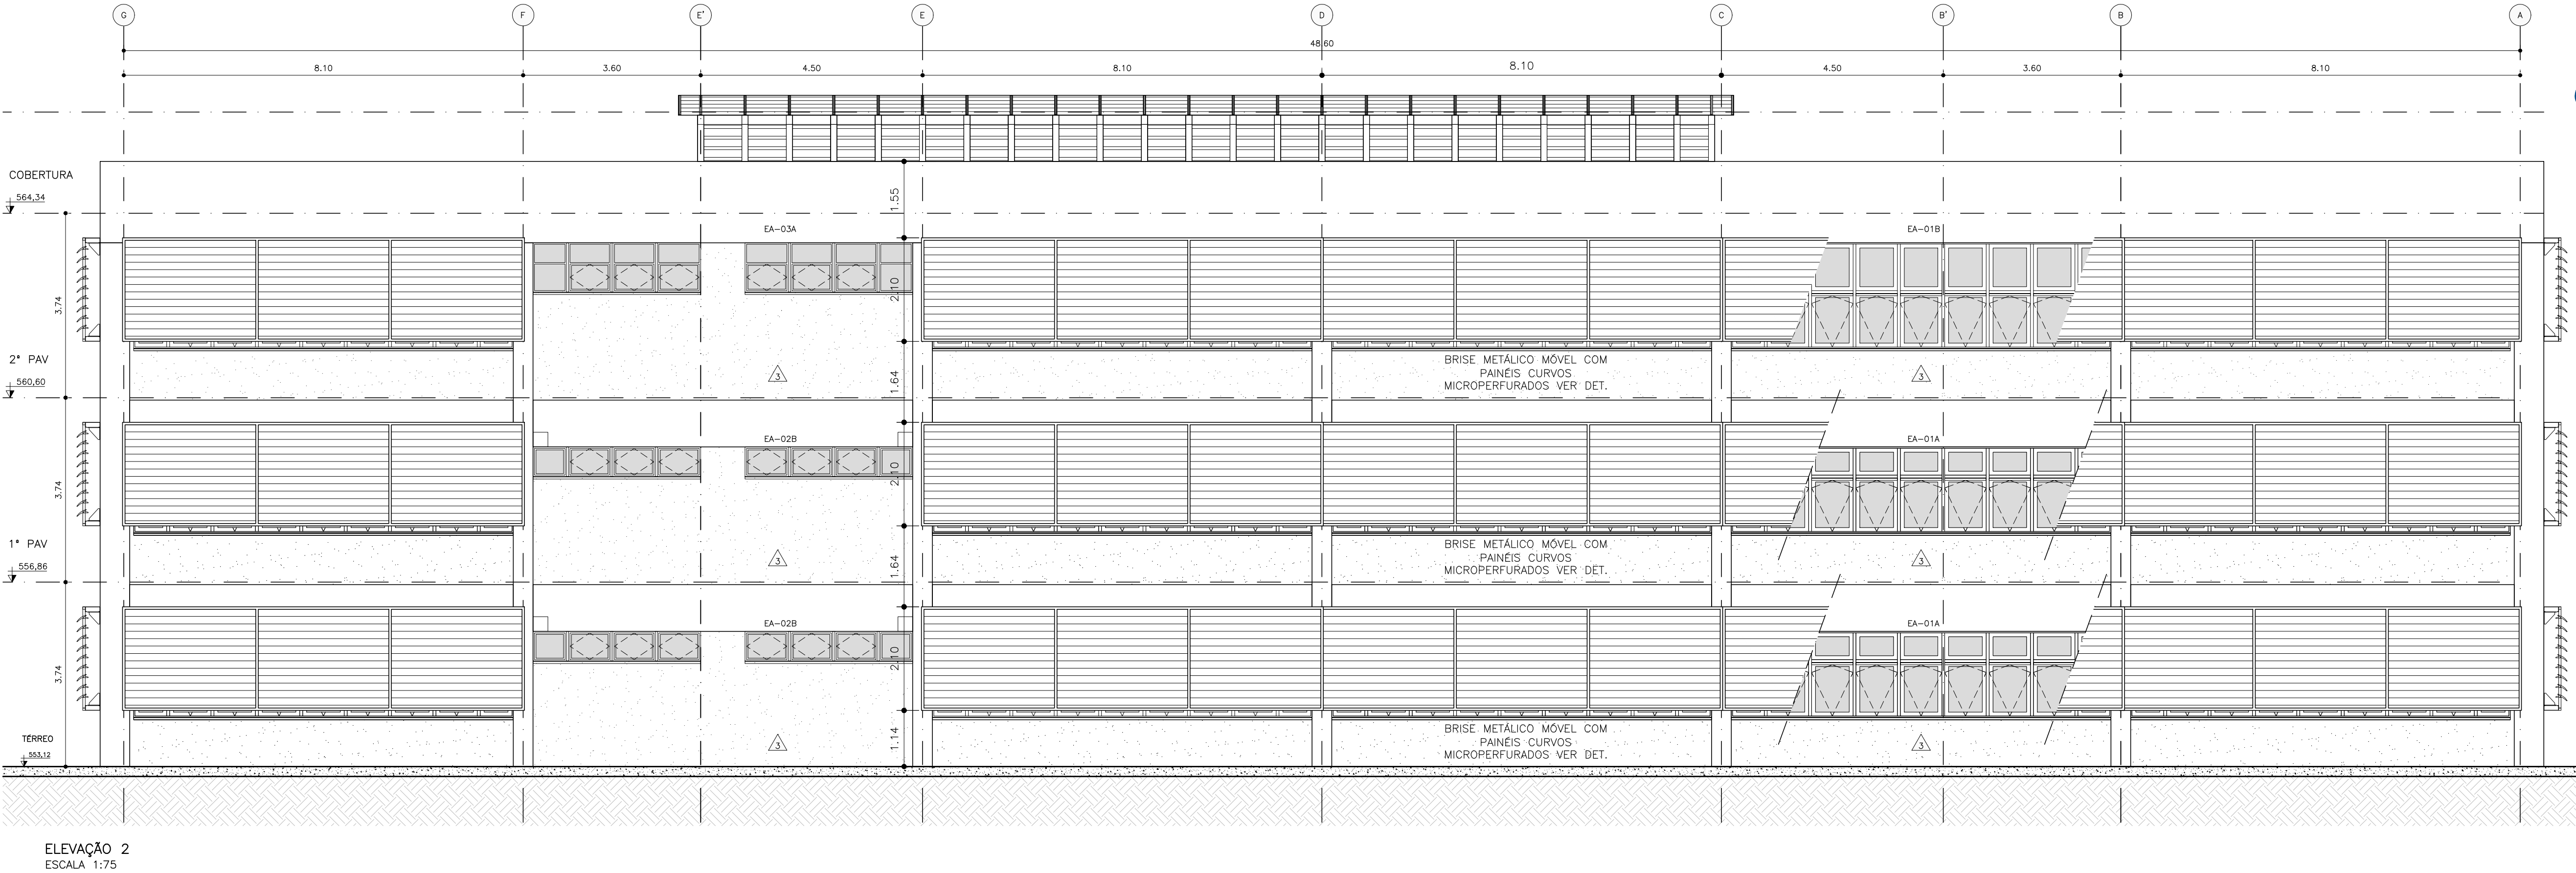 G F E' E D C B' B A
48.60
8.10 3.60 4.50 8.10 8.10 4.50 3.60 8.10
COBERTURA
564,34
1.55
EA-03A EA-01B
3.74
2.10
2° PAV
560,60
1.64
3
BRISE METÁLICO MÓVEL COM
PAINÉIS CURVOS
MICROPERFURADOS VER DET.
3
EA-02B EA-01A
3.74
2.10
1° PAV
556,86
1.64
3
BRISE METÁLICO MÓVEL COM
PAINÉIS CURVOS
MICROPERFURADOS VER DET.
3
EA-02B EA-01A
3.74
2.10
TÉRREO
553,12
1.14
3
BRISE METÁLICO MÓVEL COM
PAINÉIS CURVOS
MICROPERFURADOS VER DET.
3
ELEVAÇÃO 2
ESCALA 1:75